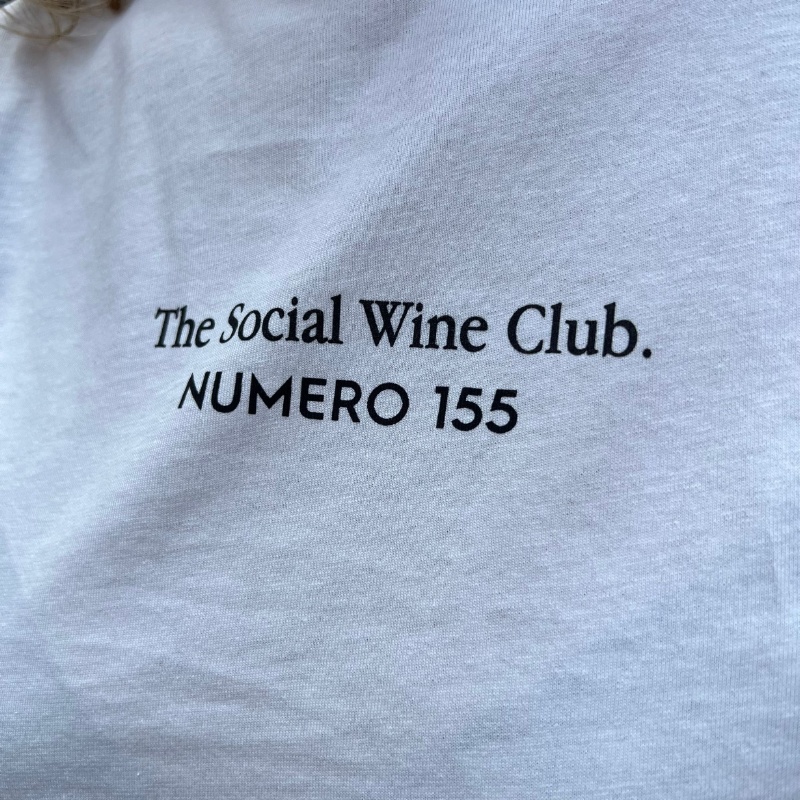 The Social Wine Club.
NUMERO 155